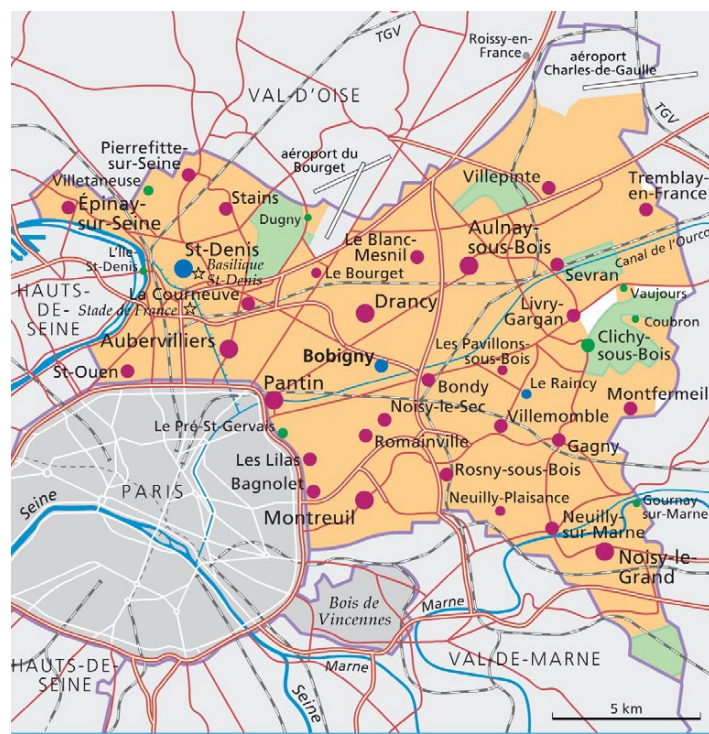 TGV
Roissy-en-
France
aéroport
Charles-de-Gaulle
VAL-D'OISE
TGV
Pierrefitte-
sur-Seine
aéroport du
Bourget
Villetaneuse
Villepinte
Tremblay-
en-France
Épinay-
sur-Seine
Stains
Dugny
Aulnay-
sous-Bois
Le Blanc-
Mesnil
St-Denis
Basilique
St-Denis
L'Île-
St-Denis
Canal de l'Ourcq
Le Bourget
Sevran
HAUTS-
DE-
SEINE
La Courneuve
Stade de France
Drancy
Vaujours
Livry-
Gargan
Coubron
Aubervilliers
Les Pavillons-
sous-Bois
Clichy-
sous-Bois
Bobigny
St-Ouen
Pantin
Bondy
Le Raincy
Montfermeil
Noisy-le-Sec
Villemomble
Le Pré-St-Gervais
Romainville
Gagny
Les Lilas
Rosny-sous-Bois
Bagnolet
PARIS
Seine
Neuilly-Plaisance
Gournay-
sur-Marne
Montreuil
Neuilly-
sur-Marne
Noisy-le-
Grand
Bois de
Vincennes
Marne
Marne
VAL-DE-MARNE
HAUTS-DE-
SEINE
Seine
5 km